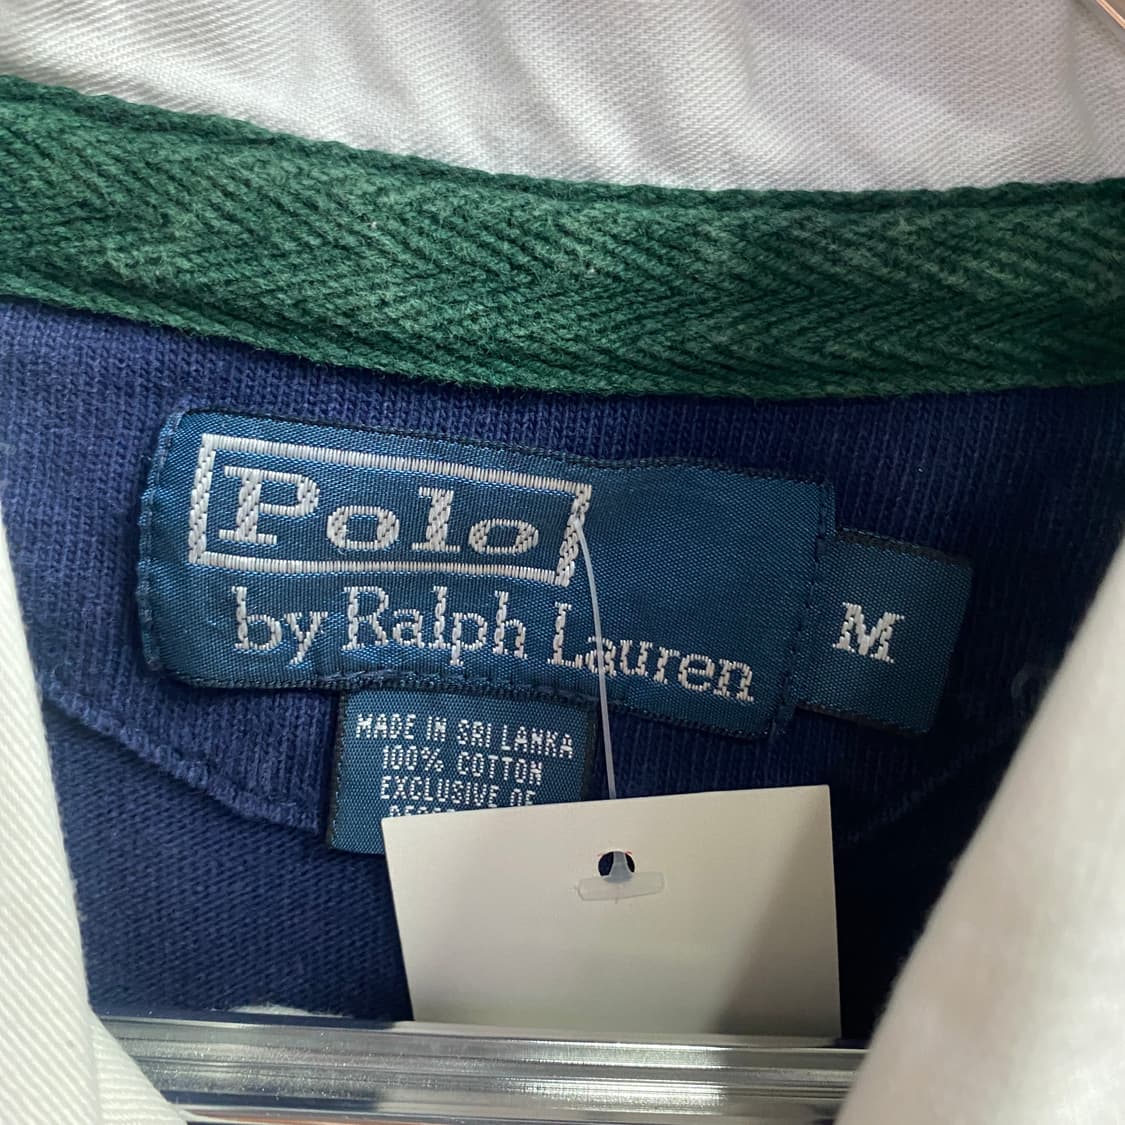 Polo
by Ralph Lauren
M
MADE IN SRI LANKA
100% COTTON
EXCLUSIVE OF